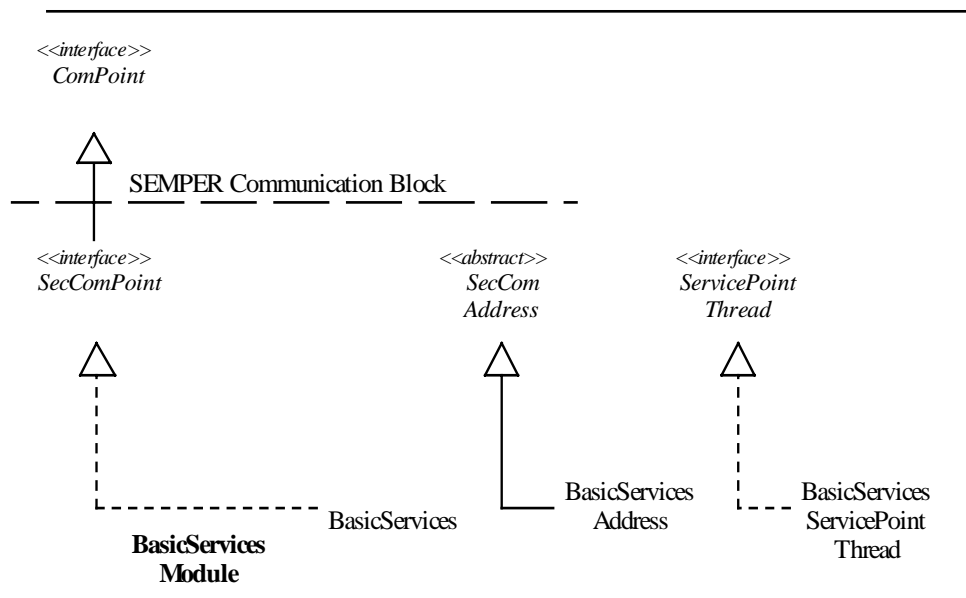 <<interface>>
ComPoint
SEMPER Communication Block
<<interface>>
SecComPoint
<<abstract>>
SecCom
Address
<<interface>>
ServicePoint
Thread
BasicServices
BasicServices
Address
BasicServices
ServicePoint
Thread
BasicServices
Module